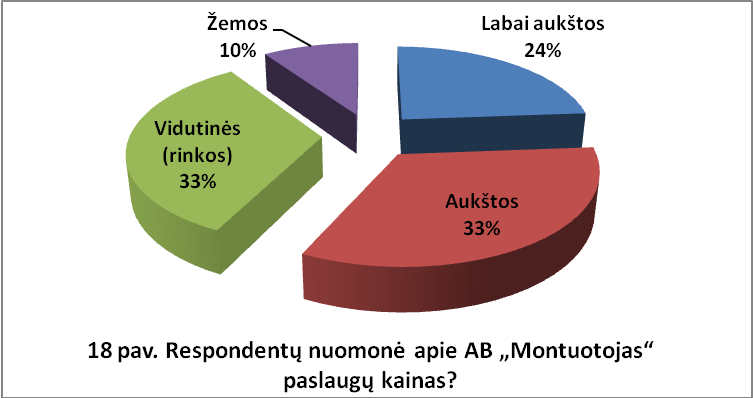 Žemos
10%
Labai aukštos
24%
Vidutinės
(rinkos)
33%
Aukštos
33%
18 pav. Respondentų nuomonė apie AB „Montuotojas“
paslaugų kainas?